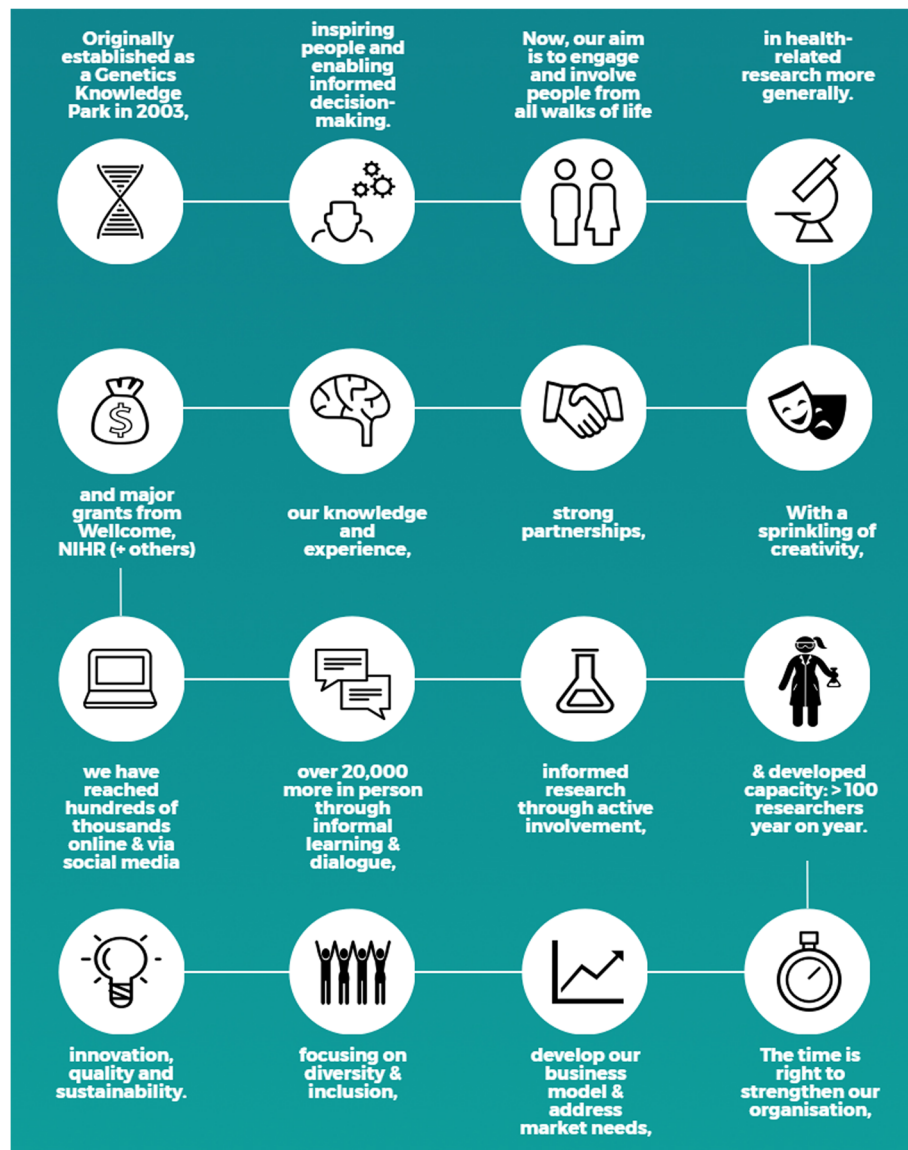 Originally
established as
a Genetics
Knowledge
Park in 2003,
inspiring
people and
enabling
informed
decision-
making.
Now, our aim
is to engage
and involve
people from
all walks of life
in health-
related
research more
generally.
With a
sprinkling of
creativity,
strong
partnerships,
our knowledge
and
experience,
$
and major
grants from
Wellcome,
NIHR (+ others)
we have
reached
hundreds of
thousands
online & via
social media
over 20,000
more in person
through
informal
learning &
dialogue,
informed
research
through active
involvement,
& developed
capacity: > 100
researchers
year on year.
The time is
right to
strengthen our
organisation,
develop our
business
model &
address
market needs,
focusing on
diversity &
inclusion,
innovation,
quality and
sustainability.